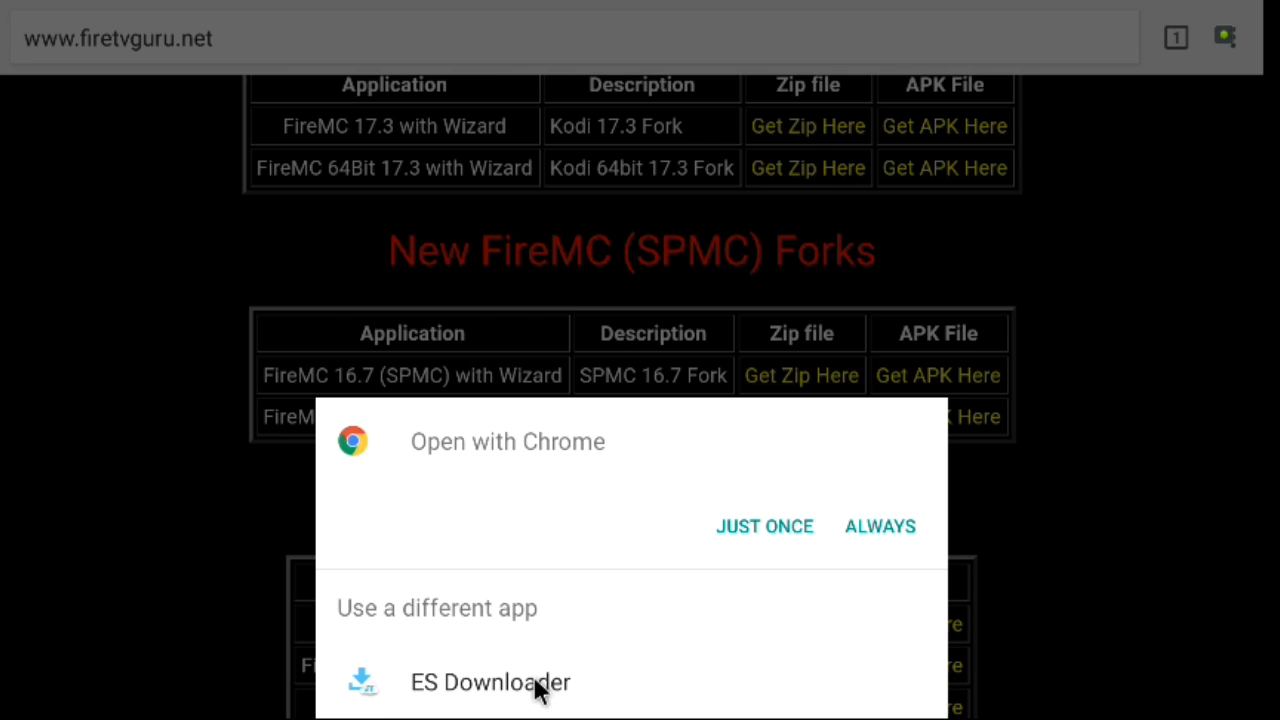 www.firetvguru.net
1
Application Description Zip file APK File
FireMC 17.3 with Wizard Kodi 17.3 Fork Get Zip Here Get APK Here
FireMC 64Bit 17.3 with Wizard Kodi 64bit 17.3 Fork Get Zip Here Get APK Here
New FireMC (SPMC) Forks
Application Description Zip file APK File
FireMC 16.7 (SPMC) with Wizard SPMC 16.7 Fork Get Zip Here Get APK Here
Here
Open with Chrome
JUST ONCE ALWAYS
Use a different app
ES Downloader